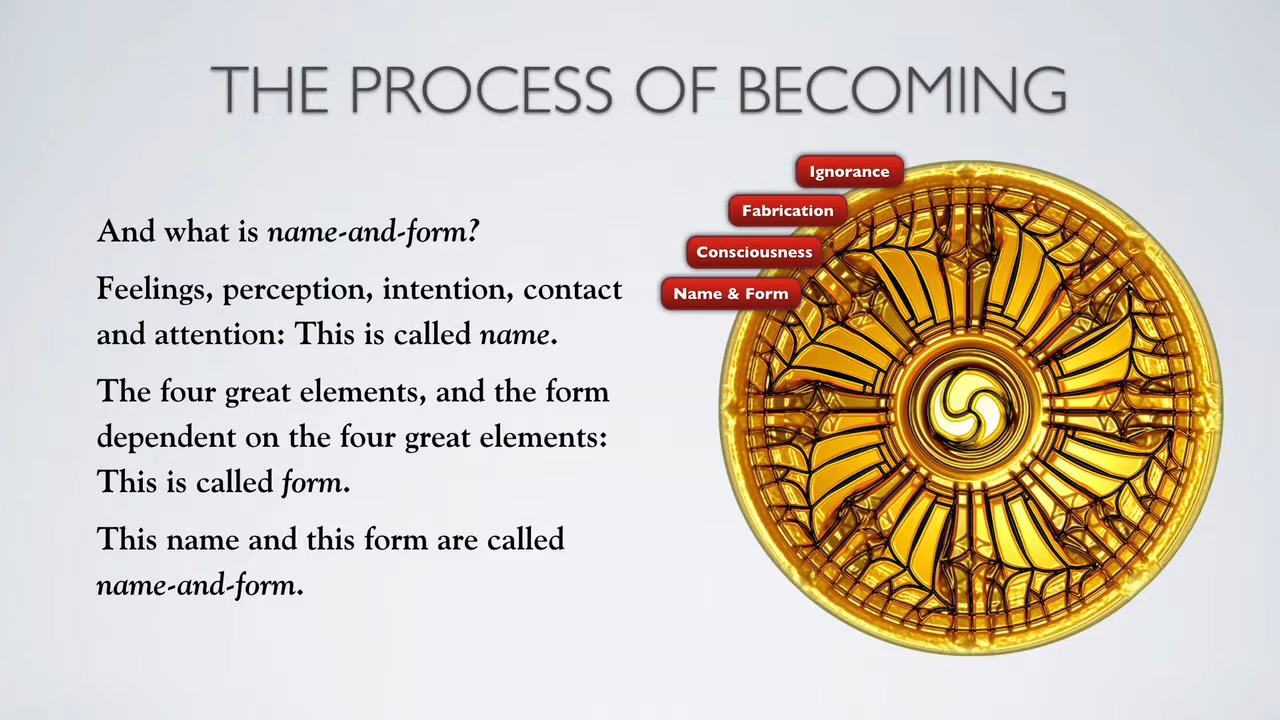 THE PROCESS OF BECOMING
And what is name-and-form?
Feelings, perception, intention, contact
and attention: This is called name.
The four great elements, and the form
dependent on the four great elements:
This is called form.
This name and this form are called
name-and-form.
Ignorance
Fabrication
Consciousness
Name & Form